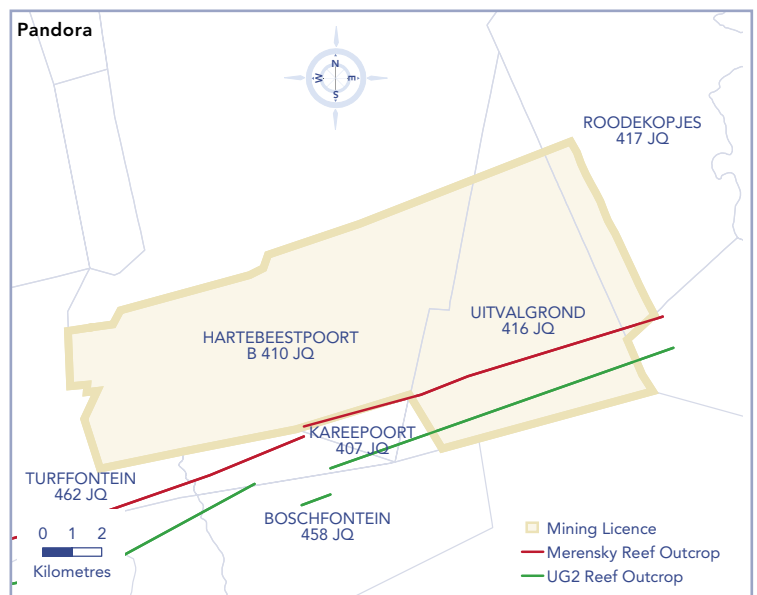 Pandora
N
W
E
S
ROODEKOPJES
417 JQ
UITVALGROND
416 JQ
HARTEBEESTPOORT
B 410 JQ
KAREEPOORT
407 JQ
TURFFONTEIN
462 JQ
BOSCHFONTEIN
458 JQ
0 1 2
Kilometres
Mining Licence
Merensky Reef Outcrop
UG2 Reef Outcrop